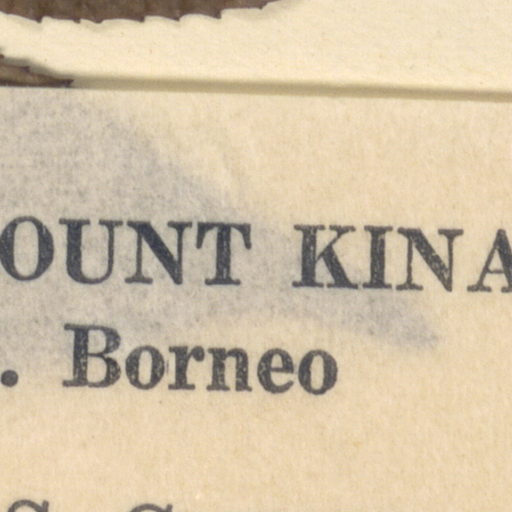 OUNT KINA
. Borneo
S. C